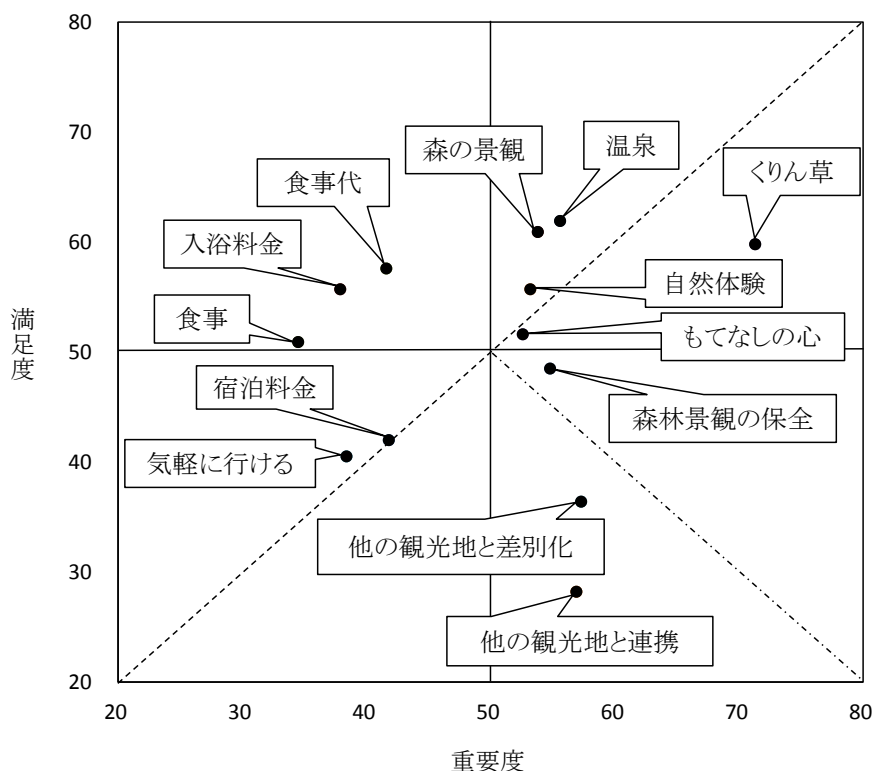 80
70
60
50
40
30
20
満足度
森の景観
温泉
くりん草
食事代
入浴料金
自然体験
食事
もてなしの心
宿泊料金
森林景観の保全
気軽に行ける
他の観光地と差別化
他の観光地と連携
20
30
40
50
60
70
80
重要度